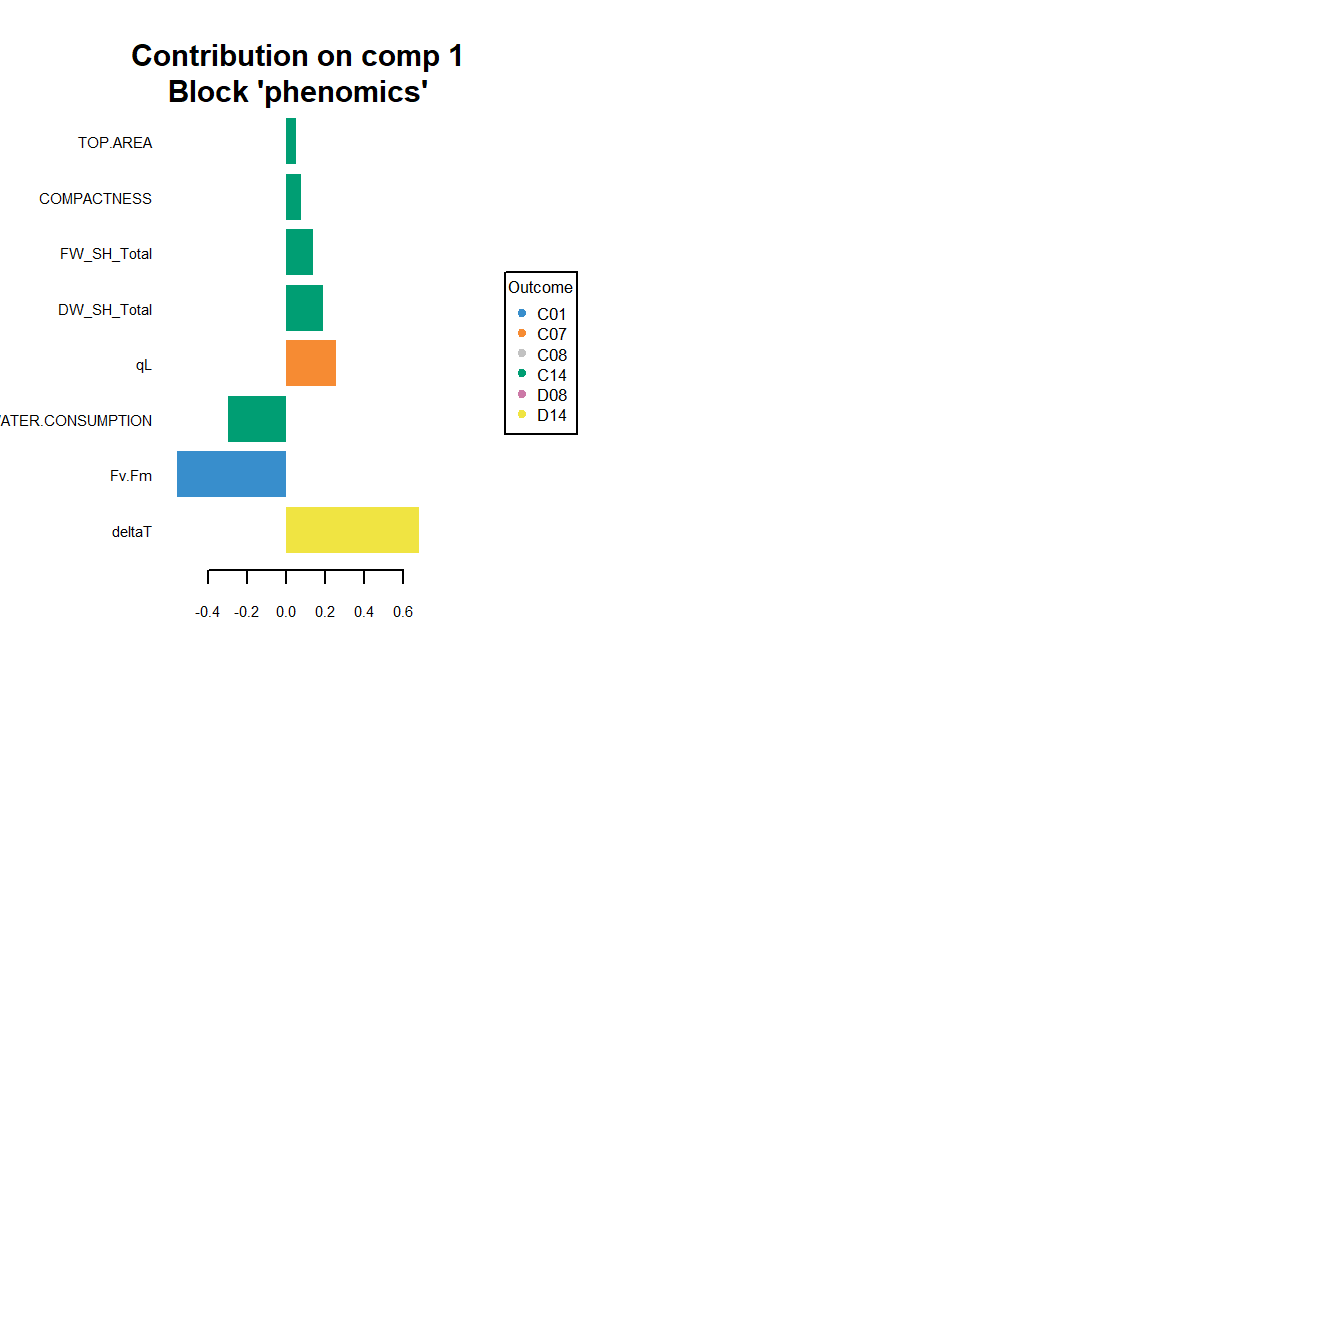 Contribution on comp 1
Block 'phenomics'
TOP.AREA
COMPACTNESS
FW_SH_Total
DW_SH_Total
qL
ATER.CONSUMPTION
Fv.Fm
deltaT
-0.4 -0.2 0.0 0.2 0.4 0.6
Outcome
C01
C07
C08
C14
D08
D14